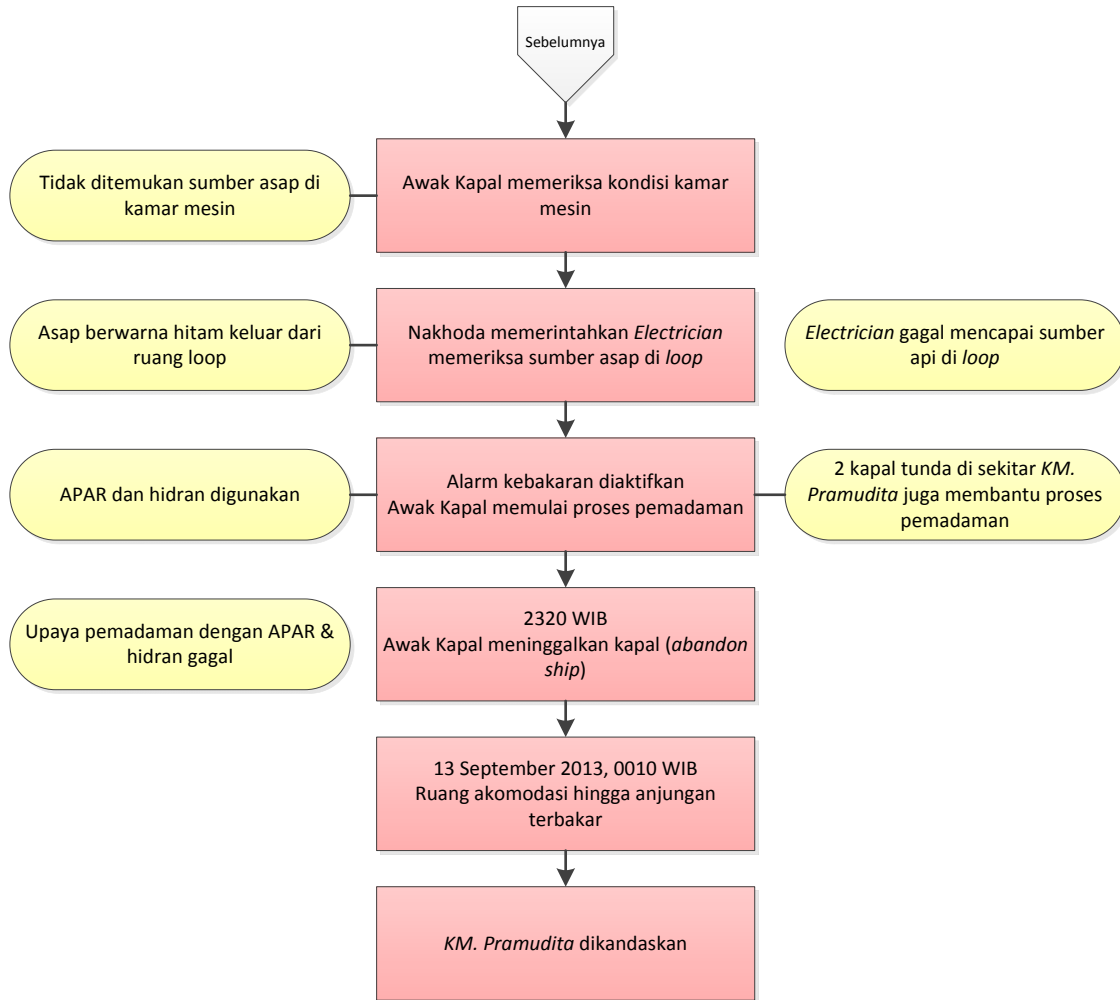 Sebelumnya
Tidak ditemukan sumber asap di
kamar mesin
Awak Kapal memeriksa kondisi kamar
mesin
Asap berwarna hitam keluar dari
ruang loop
Nakhoda memerintahkan Electrician
memeriksa sumber asap di loop
Electrician gagal mencapai sumber
api di loop
APAR dan hidran digunakan
Alarm kebakaran diaktifkan
Awak Kapal memulai proses pemadaman
2 kapal tunda di sekitar KM.
Pramudita juga membantu proses
pemadaman
Upaya pemadaman dengan APAR &
hidran gagal
2320 WIB
Awak Kapal meninggalkan kapal (abandon
ship)
13 September 2013, 0010 WIB
Ruang akomodasi hingga anjungan
terbakar
KM. Pramudita dikandaskan